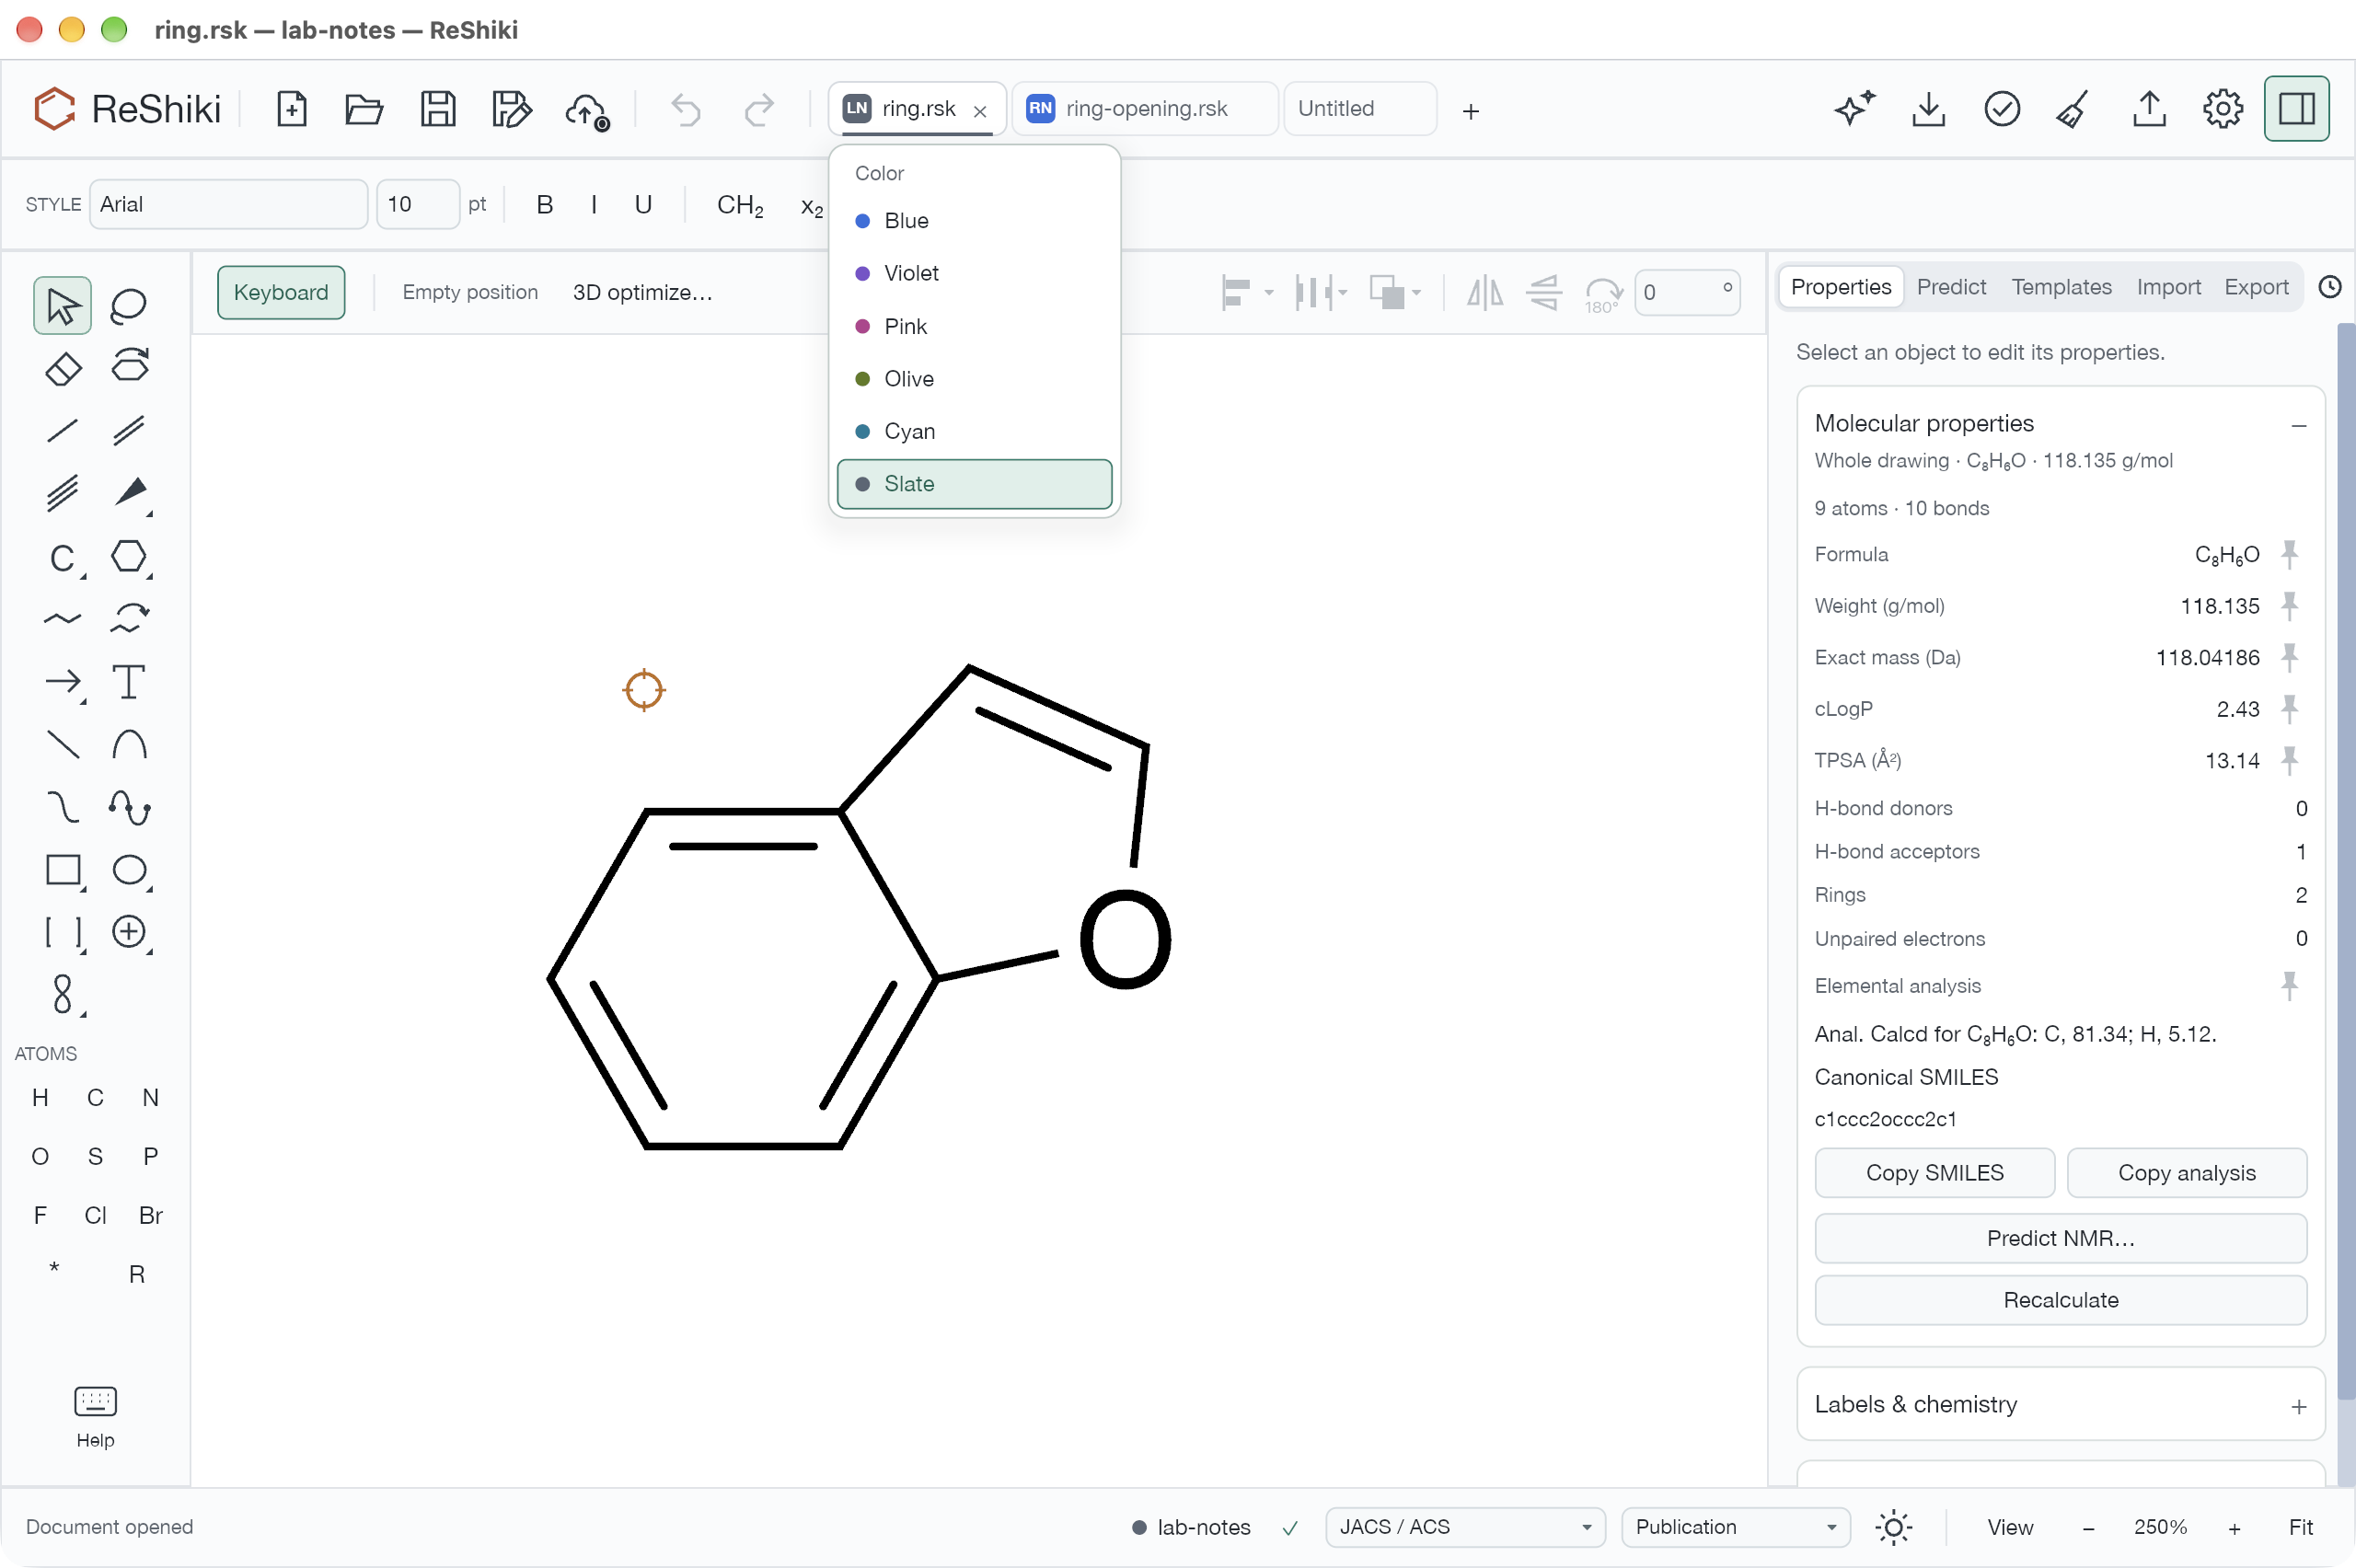 ring.rsk — lab-notes — ReShiki
ReShiki
LN ring.rsk ×
RN ring-opening.rsk
Untitled
+
STYLE Arial 10 pt B I U CH₂ x₂
Color
Blue
Violet
Pink
Olive
Cyan
Slate
Keyboard Empty position 3D optimize...
180° 0 °
C
T
[ ]
ATOMS
H C N
O S P
F Cl Br
* R
Help
O
Properties Predict Templates Import Export
Select an object to edit its properties.
Molecular properties −
Whole drawing · C₈H₆O · 118.135 g/mol
9 atoms · 10 bonds
Formula C₈H₆O
Weight (g/mol) 118.135
Exact mass (Da) 118.04186
cLogP 2.43
TPSA (Å²) 13.14
H-bond donors 0
H-bond acceptors 1
Rings 2
Unpaired electrons 0
Elemental analysis
Anal. Calcd for C₈H₆O: C, 81.34; H, 5.12.
Canonical SMILES
c1ccc2occc2c1
Copy SMILES Copy analysis
Predict NMR...
Recalculate
Labels & chemistry +
Document opened
lab-notes ✓ JACS / ACS Publication View − 250% + Fit